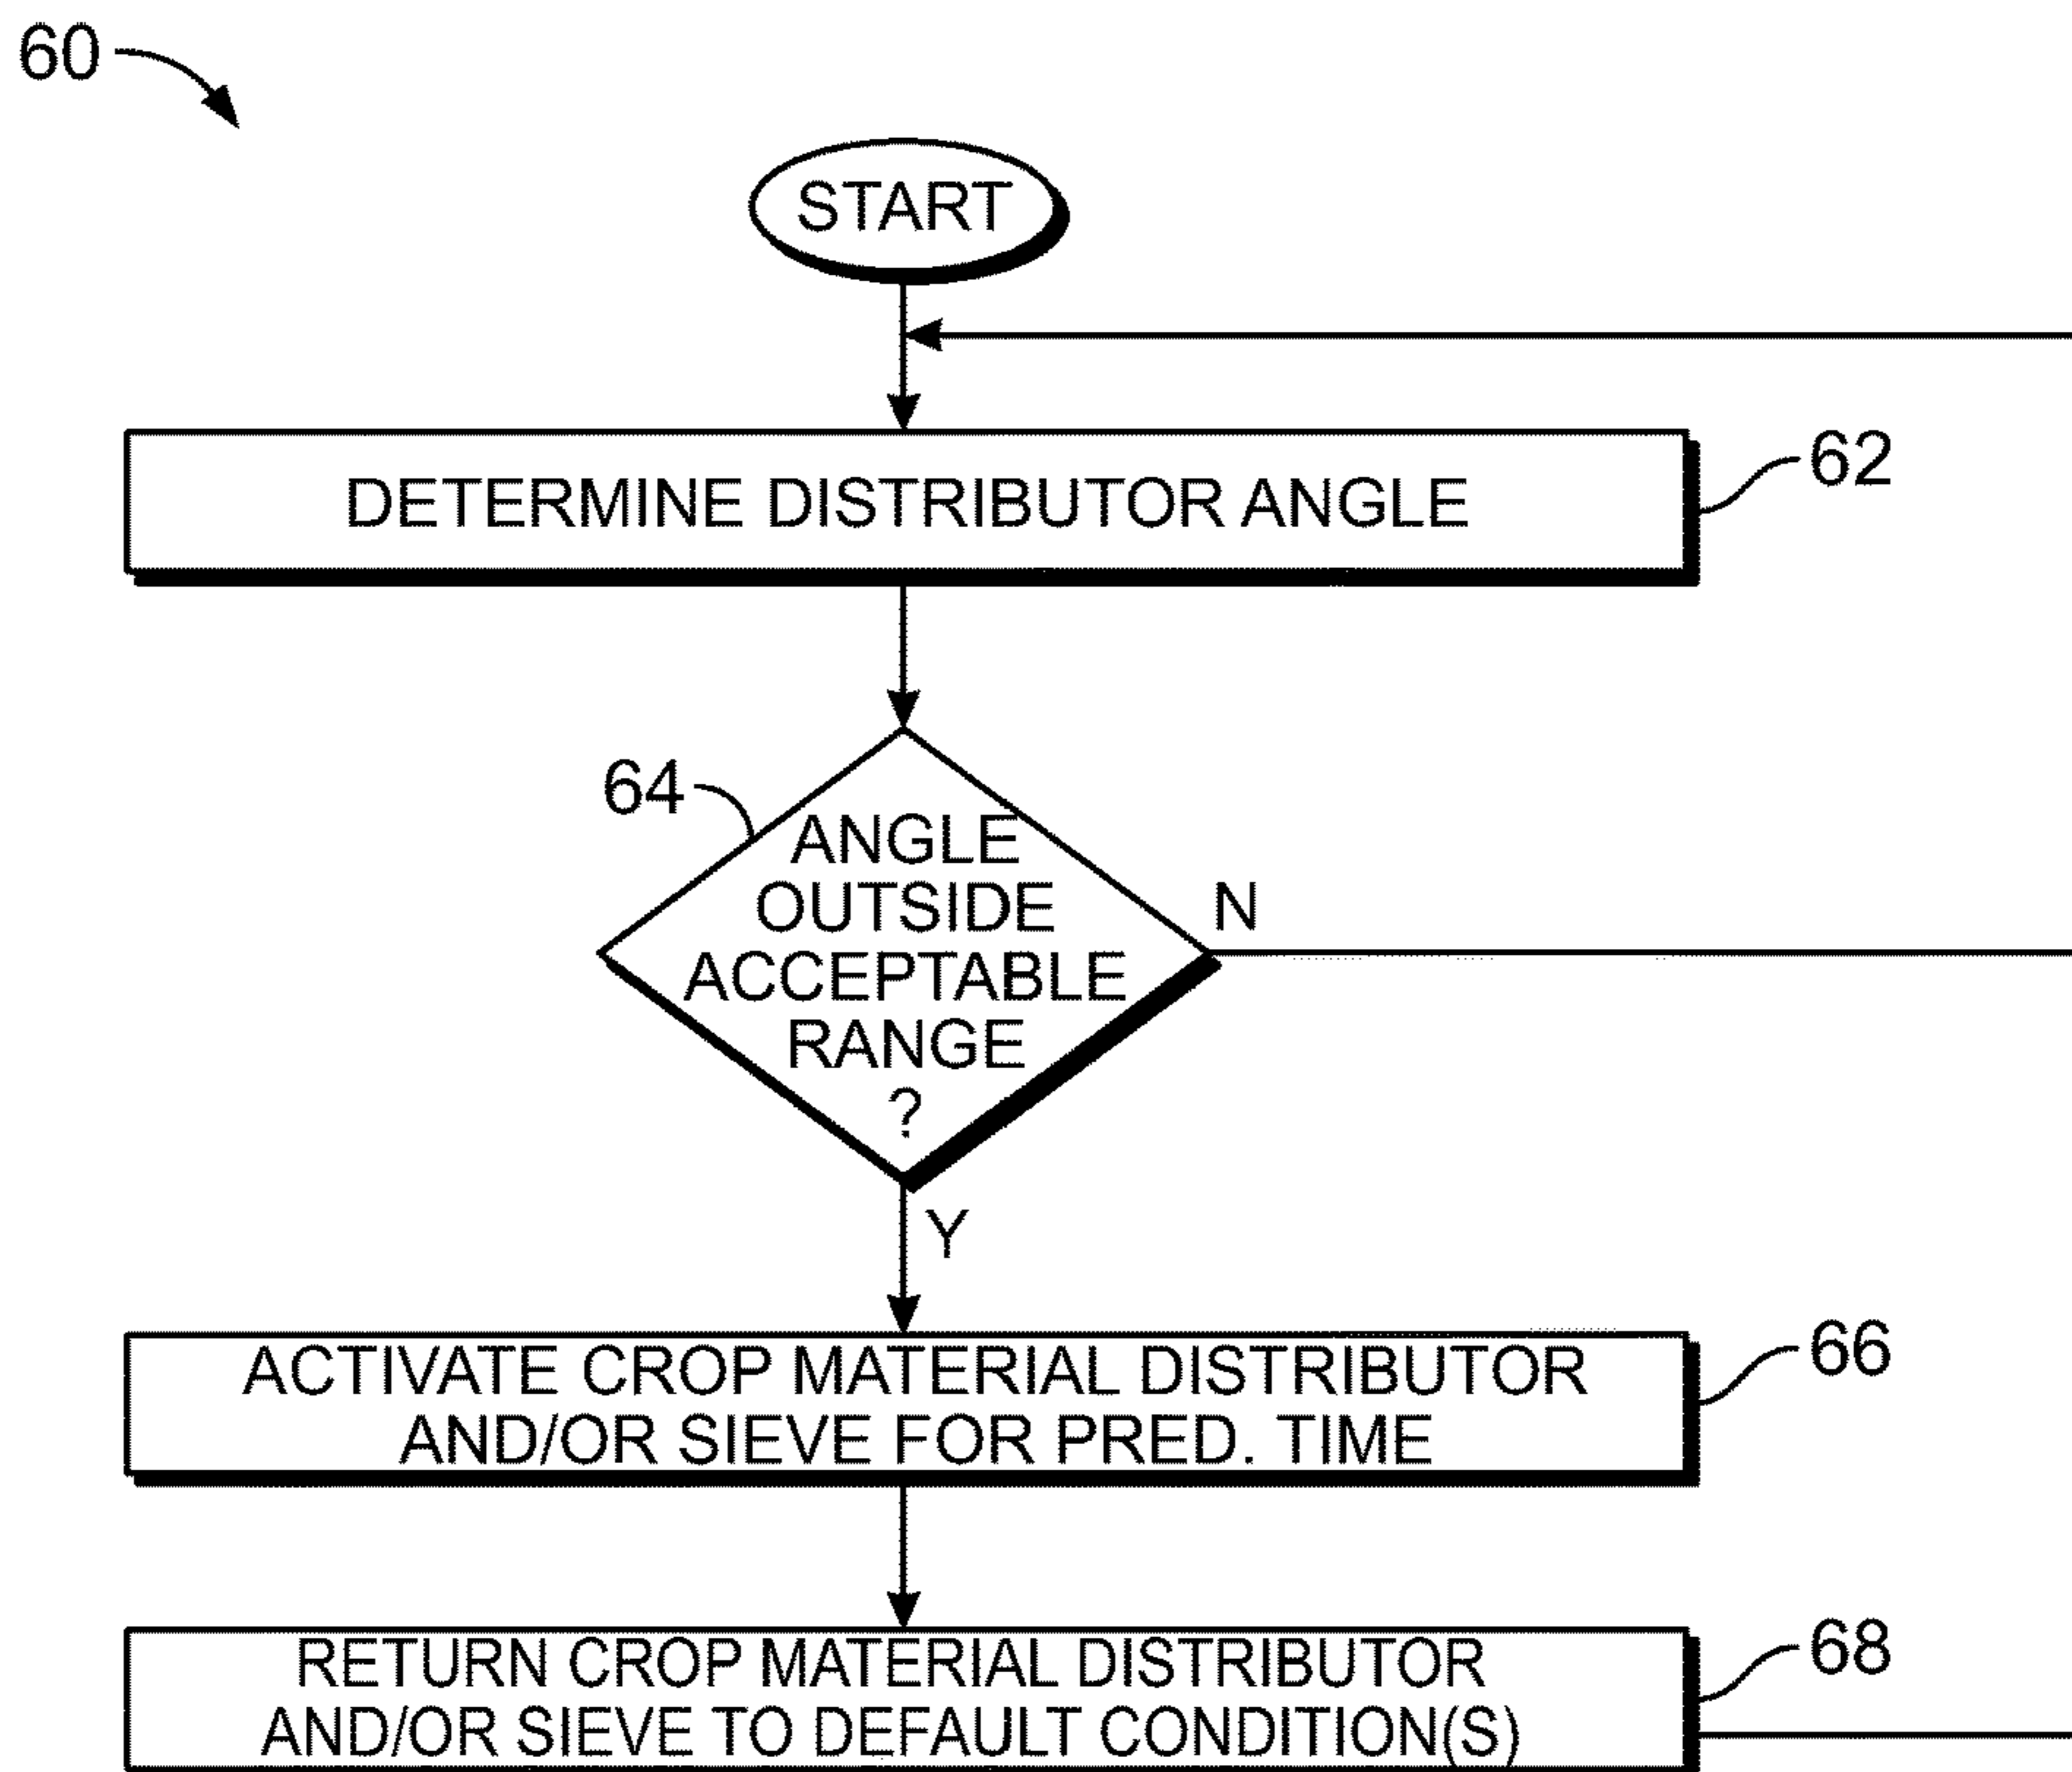 60
START
DETERMINE DISTRIBUTOR ANGLE
62
64
ANGLE
OUTSIDE
ACCEPTABLE
RANGE
?
N
Y
ACTIVATE CROP MATERIAL DISTRIBUTOR
AND/OR SIEVE FOR PRED. TIME
66
RETURN CROP MATERIAL DISTRIBUTOR
AND/OR SIEVE TO DEFAULT CONDITION(S)
68